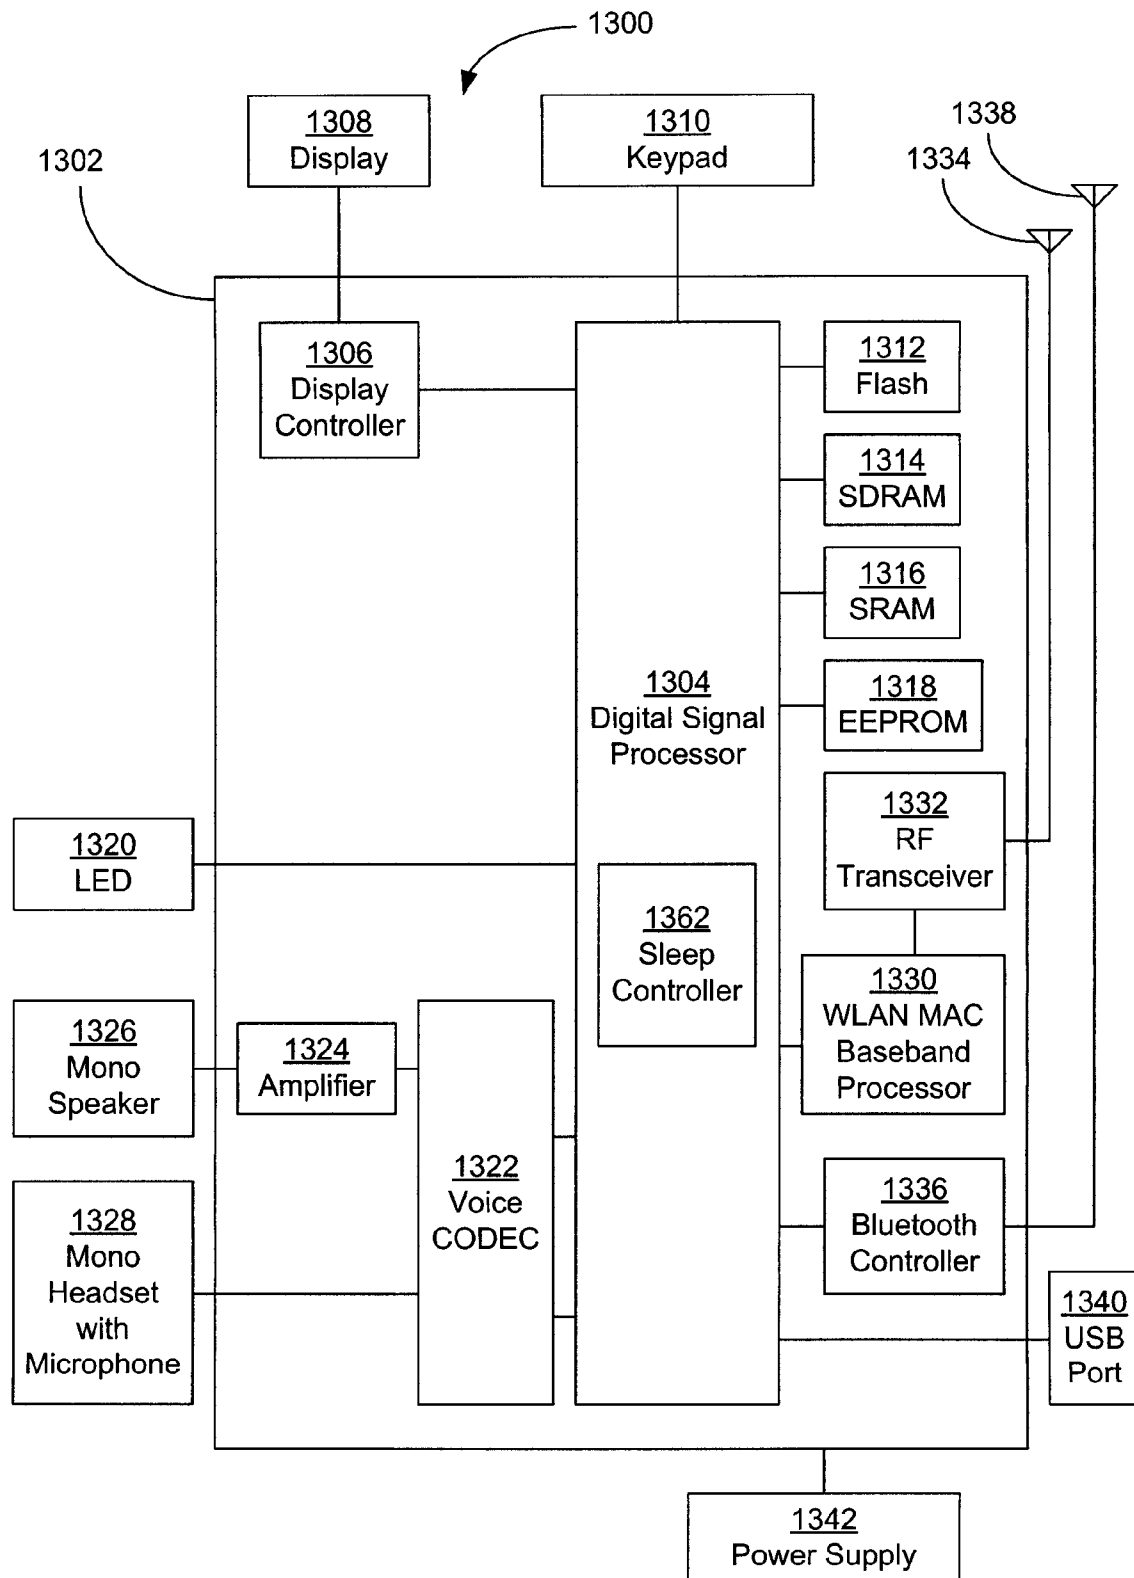 1300
1308
Display
1310
Keypad
1338
1334
1302
1306
Display
Controller
1312
Flash
1314
SDRAM
1316
SRAM
1304
Digital Signal
Processor
1318
EEPROM
1332
RF
Transceiver
1320
LED
1362
Sleep
Controller
1330
WLAN MAC
Baseband
Processor
1326
Mono
Speaker
1324
Amplifier
1322
Voice
CODEC
1328
Mono
Headset
with
Microphone
1336
Bluetooth
Controller
1340
USB
Port
1342
Power Supply